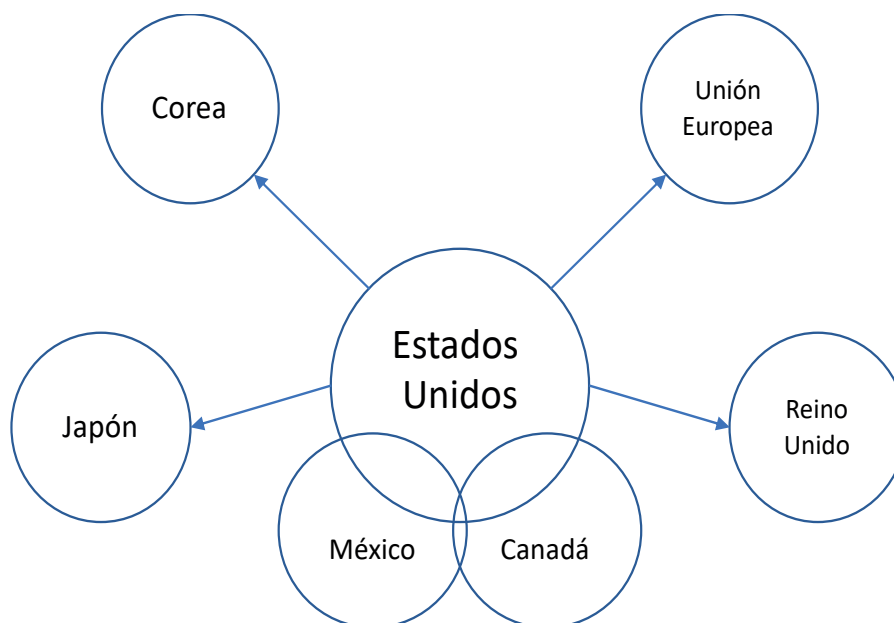 Corea
Unión
Europea
Estados
Unidos
Japón
Reino
Unido
México
Canadá